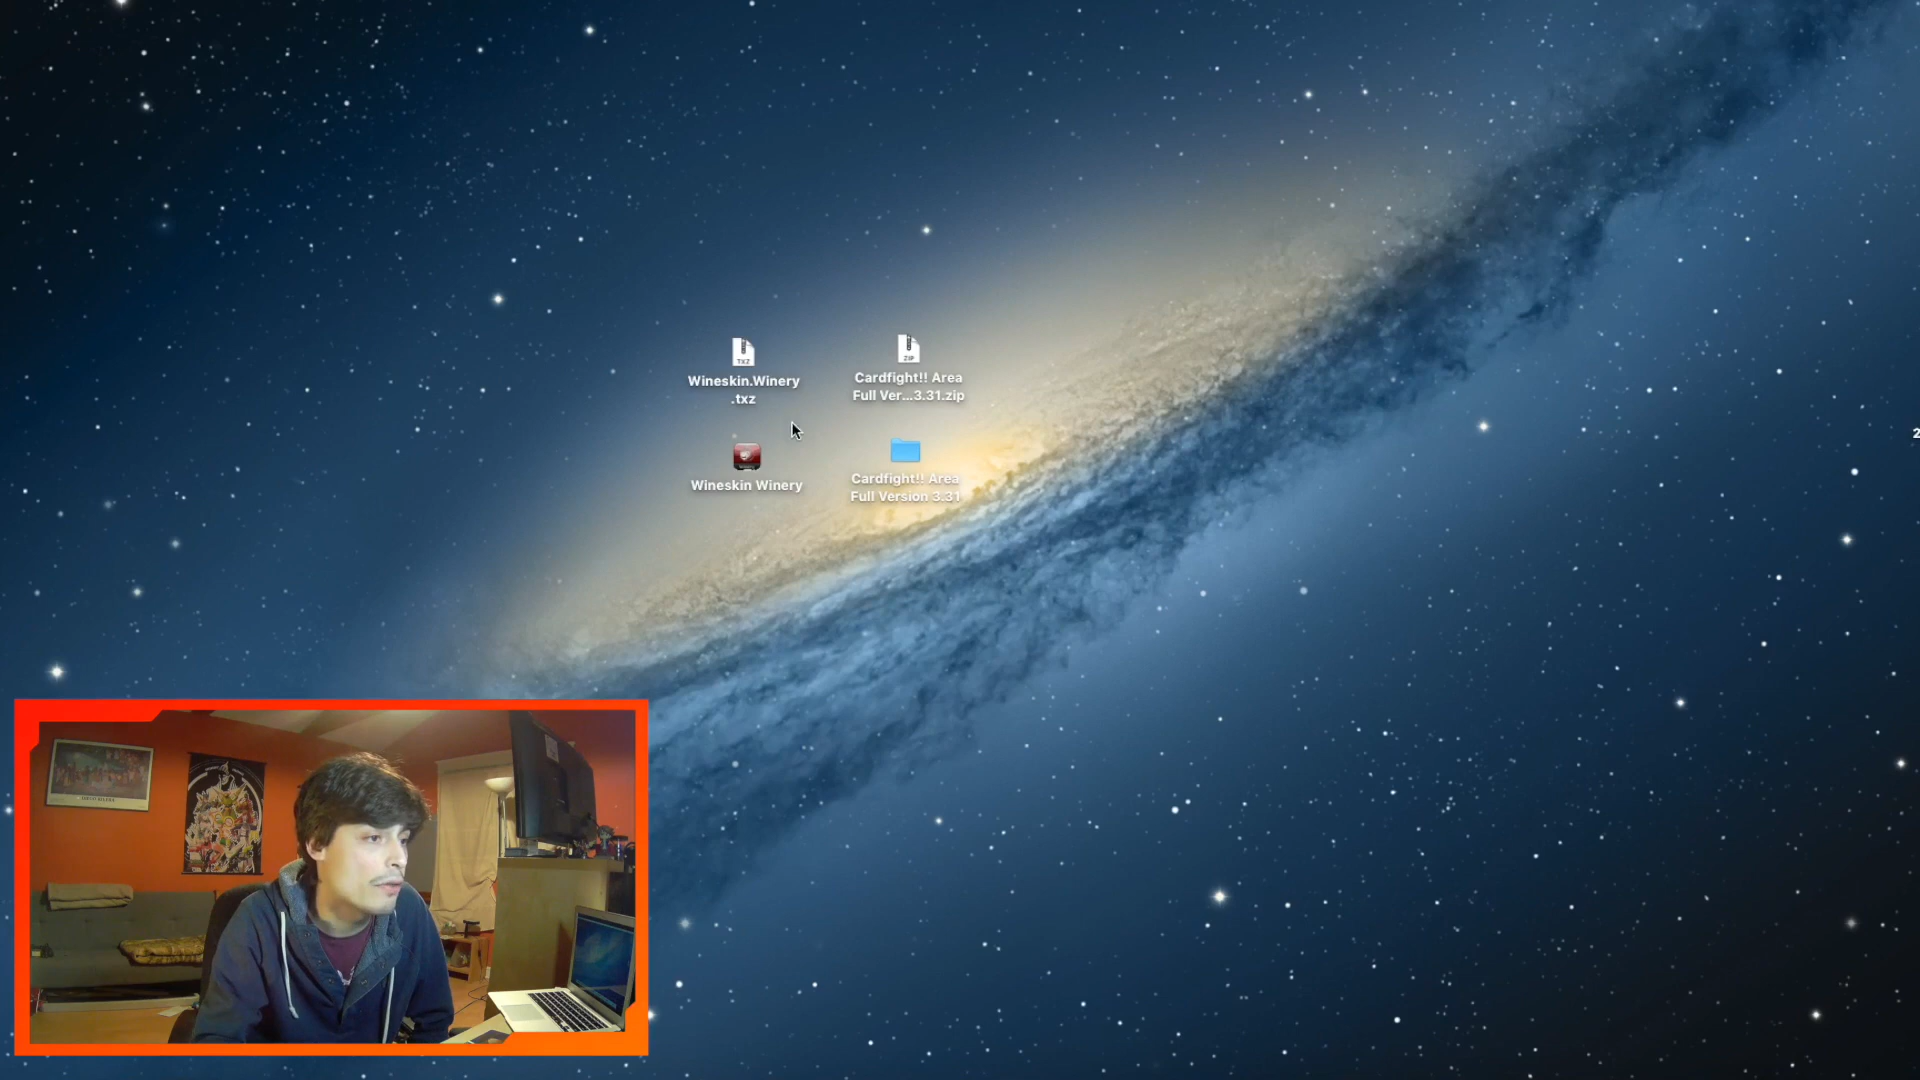 TXZ
Wineskin.Winery
.txz
ZIP
Cardfight!! Area
Full Ver...3.31.zip
Wineskin Winery
Cardfight!! Area
Full Version 3.31
2